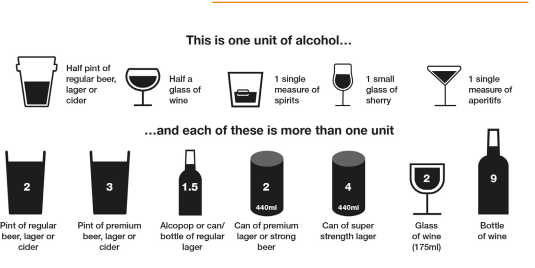 This is one unit of alcohol...
Half pint of
regular beer,
lager or
cider
Half a
glass of
wine
1 single
measure of
spirits
1 small
glass of
sherry
1 single
measure of
aperitifs
...and each of these is more than one unit
2
Pint of regular
beer, lager or
cider
3
Pint of premium
beer, lager or
cider
1.5
Alcopop or can/
bottle of regular
lager
2
440ml
Can of premium
lager or strong
beer
4
440ml
Can of super
strength lager
2
Glass
of wine
(175ml)
9
Bottle
of wine